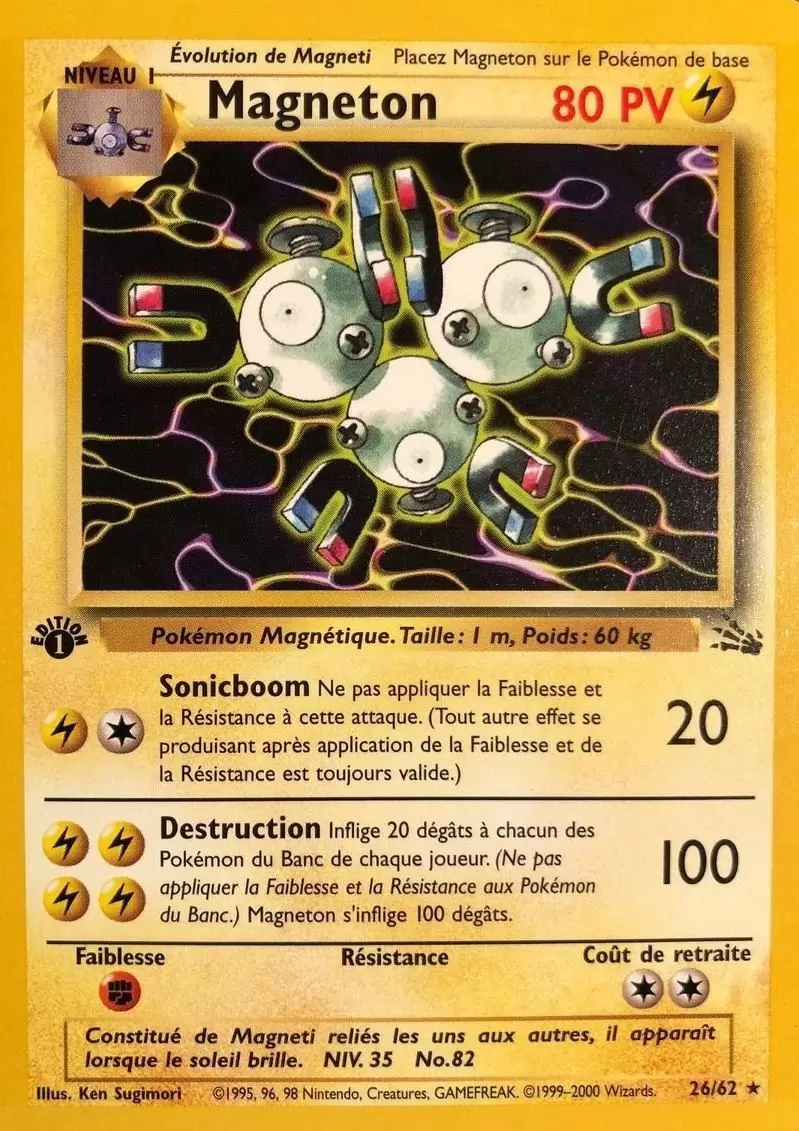 Évolution de Magneti Placez Magneton sur le Pokémon de base
NIVEAU 1
Magneton 80 PV
EDITION 1
Pokémon Magnétique. Taille: 1 m, Poids: 60 kg
Sonicboom Ne pas appliquer la Faiblesse et
la Résistance à cette attaque. (Tout autre effet se
produisant après application de la Faiblesse et de
la Résistance est toujours valide.)
20
Destruction Inflige 20 dégâts à chacun des
Pokémon du Banc de chaque joueur. (Ne pas
appliquer la Faiblesse et la Résistance aux Pokémon
du Banc.) Magneton s'inflige 100 dégâts.
100
Faiblesse Résistance Coût de retraite
Constitué de Magneti reliés les uns aux autres, il apparaît
lorsque le soleil brille. NIV. 35 No.82
Illus. Ken Sugimori ©1995, 96, 98 Nintendo, Creatures, GAMEFREAK. ©1999–2000 Wizards. 26/62 ★